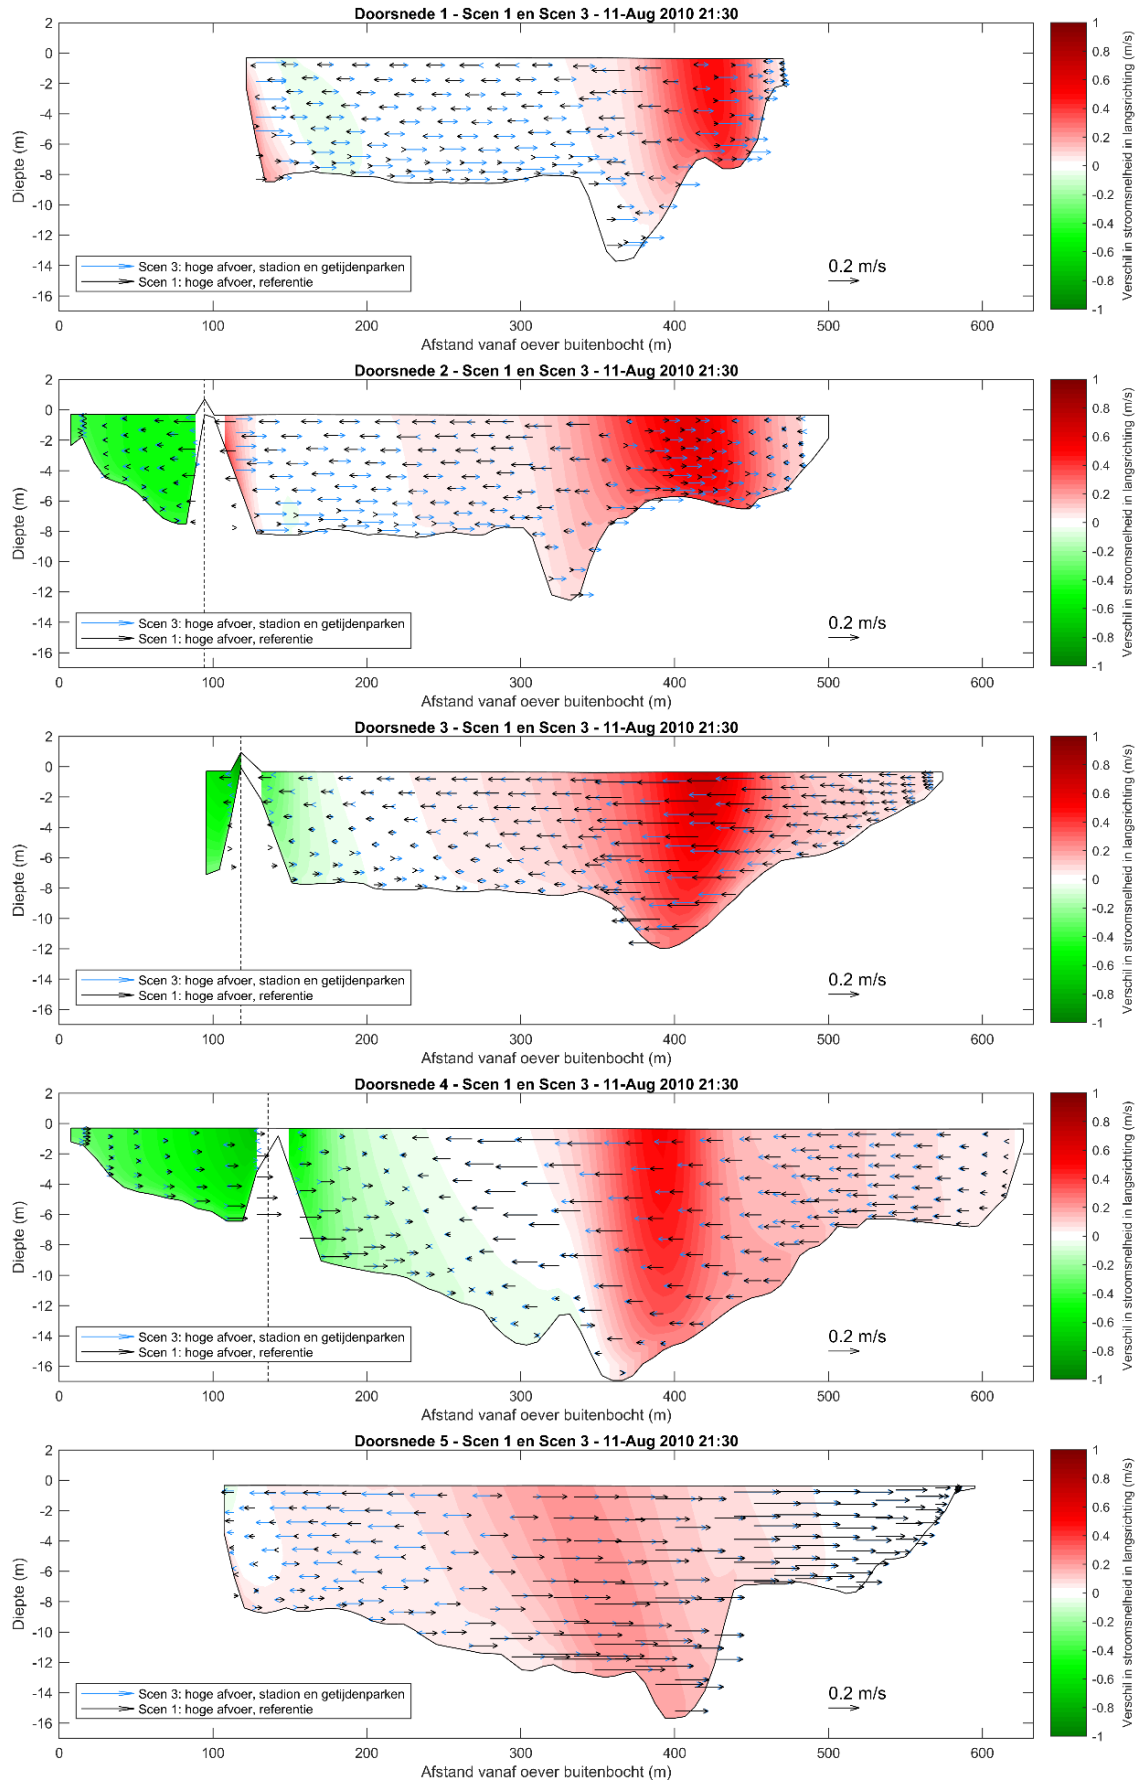 Doorsnede 1 - Scen 1 en Scen 3 - 11-Aug 2010 21:30
2
0
-2
-4
-6
-8
-10
-12
-14
-16
Diepte (m)
Scen 3: hoge afvoer, stadion en getijdenparken
Scen 1: hoge afvoer, referentie
0.2 m/s
0 100 200 300 400 500 600
Afstand vanaf oever buitenbocht (m)
1
0.8
0.6
0.4
0.2
0
-0.2
-0.4
-0.6
-0.8
-1
Verschil in stroomsnelheid in langsrichting (m/s)
Doorsnede 2 - Scen 1 en Scen 3 - 11-Aug 2010 21:30
2
0
-2
-4
-6
-8
-10
-12
-14
-16
Diepte (m)
Scen 3: hoge afvoer, stadion en getijdenparken
Scen 1: hoge afvoer, referentie
0.2 m/s
0 100 200 300 400 500 600
Afstand vanaf oever buitenbocht (m)
1
0.8
0.6
0.4
0.2
0
-0.2
-0.4
-0.6
-0.8
-1
Verschil in stroomsnelheid in langsrichting (m/s)
Doorsnede 3 - Scen 1 en Scen 3 - 11-Aug 2010 21:30
2
0
-2
-4
-6
-8
-10
-12
-14
-16
Diepte (m)
Scen 3: hoge afvoer, stadion en getijdenparken
Scen 1: hoge afvoer, referentie
0.2 m/s
0 100 200 300 400 500 600
Afstand vanaf oever buitenbocht (m)
1
0.8
0.6
0.4
0.2
0
-0.2
-0.4
-0.6
-0.8
-1
Verschil in stroomsnelheid in langsrichting (m/s)
Doorsnede 4 - Scen 1 en Scen 3 - 11-Aug 2010 21:30
2
0
-2
-4
-6
-8
-10
-12
-14
-16
Diepte (m)
Scen 3: hoge afvoer, stadion en getijdenparken
Scen 1: hoge afvoer, referentie
0.2 m/s
0 100 200 300 400 500 600
Afstand vanaf oever buitenbocht (m)
1
0.8
0.6
0.4
0.2
0
-0.2
-0.4
-0.6
-0.8
-1
Verschil in stroomsnelheid in langsrichting (m/s)
Doorsnede 5 - Scen 1 en Scen 3 - 11-Aug 2010 21:30
2
0
-2
-4
-6
-8
-10
-12
-14
-16
Diepte (m)
Scen 3: hoge afvoer, stadion en getijdenparken
Scen 1: hoge afvoer, referentie
0.2 m/s
0 100 200 300 400 500 600
Afstand vanaf oever buitenbocht (m)
1
0.8
0.6
0.4
0.2
0
-0.2
-0.4
-0.6
-0.8
-1
Verschil in stroomsnelheid in langsrichting (m/s)